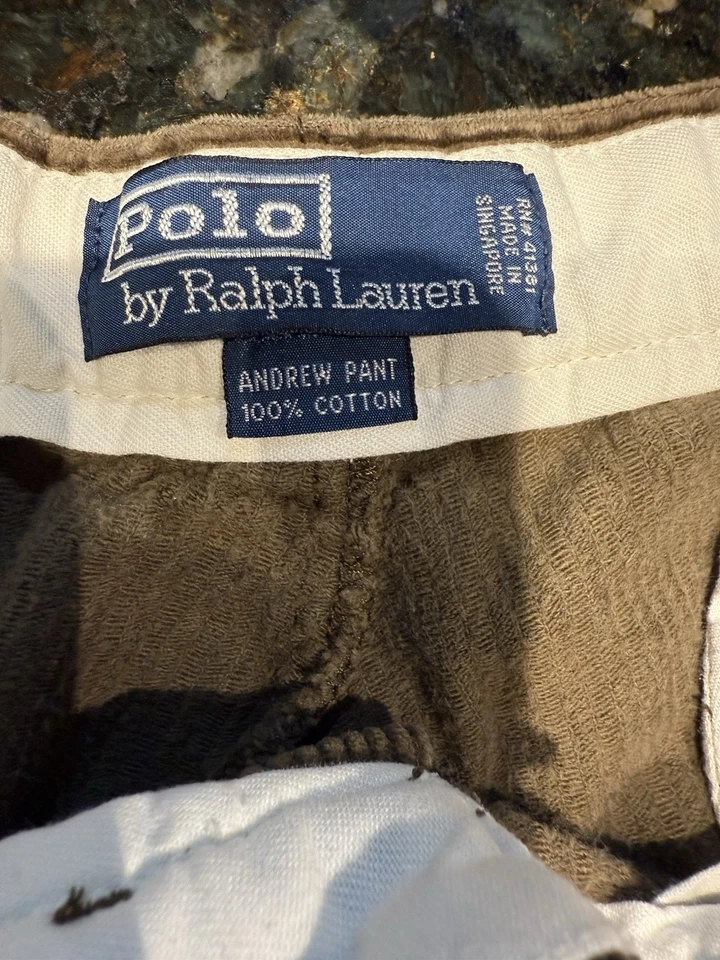 Polo
by Ralph Lauren
RN# 41381
MADE IN
SINGAPORE
ANDREW PANT
100% COTTON